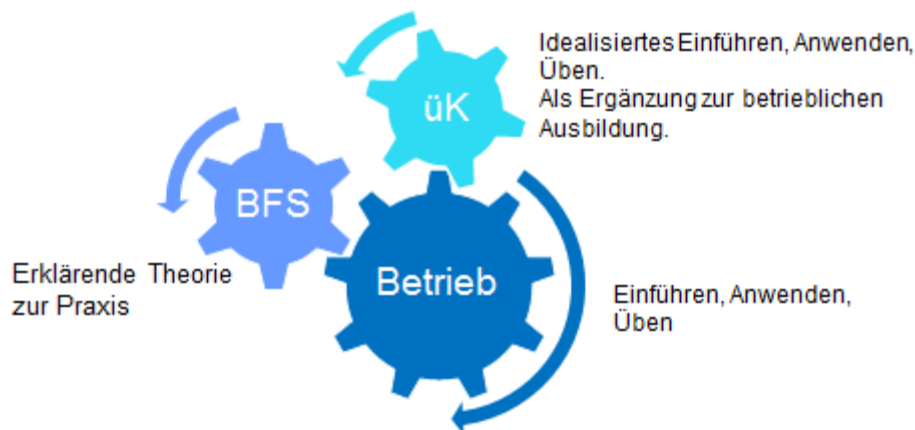 üK
Idealisiertes Einführen, Anwenden,
Üben.
Als Ergänzung zur betrieblichen
Ausbildung.
BFS
Erklärende Theorie
zur Praxis
Betrieb
Einführen, Anwenden,
Üben